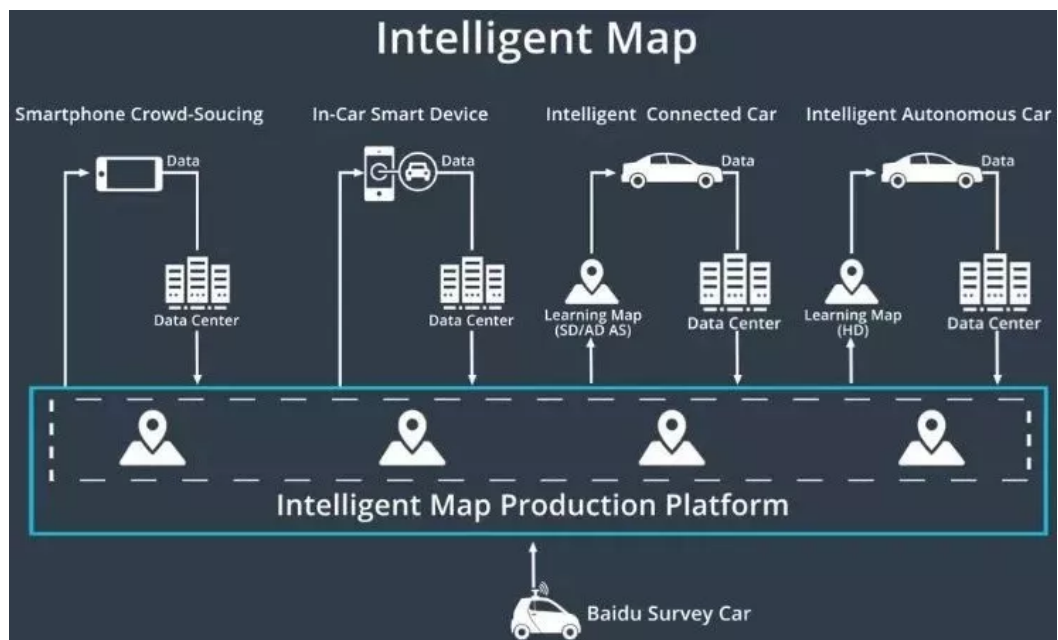 Intelligent Map
Smartphone Crowd-Soucing
In-Car Smart Device
Intelligent Connected Car
Intelligent Autonomous Car
Data
Data
Data
Data
Data Center
Data Center
Learning Map
(SD/AD AS)
Data Center
Learning Map
(HD)
Data Center
Intelligent Map Production Platform
Baidu Survey Car